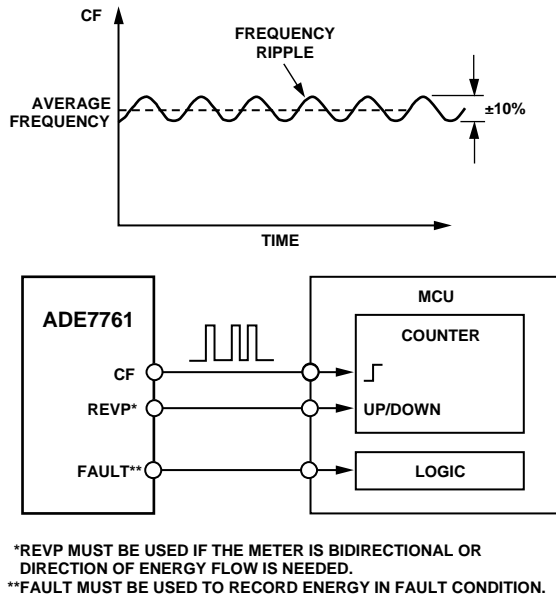 CF
FREQUENCY
RIPPLE
AVERAGE
FREQUENCY
±10%
TIME
ADE7761
MCU
COUNTER
CF
REVP*
UP/DOWN
FAULT**
LOGIC
*REVP MUST BE USED IF THE METER IS BIDIRECTIONAL OR
DIRECTION OF ENERGY FLOW IS NEEDED.
**FAULT MUST BE USED TO RECORD ENERGY IN FAULT CONDITION.